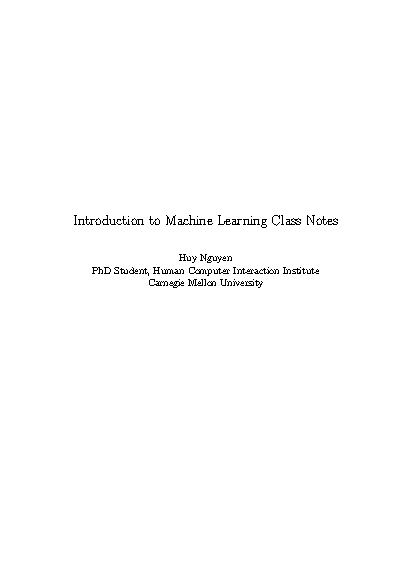 Introduction to Machine Learning Class Notes
Huy Nguyen
PhD Student, Human Computer Interaction Institute
Carnegie Mellon University